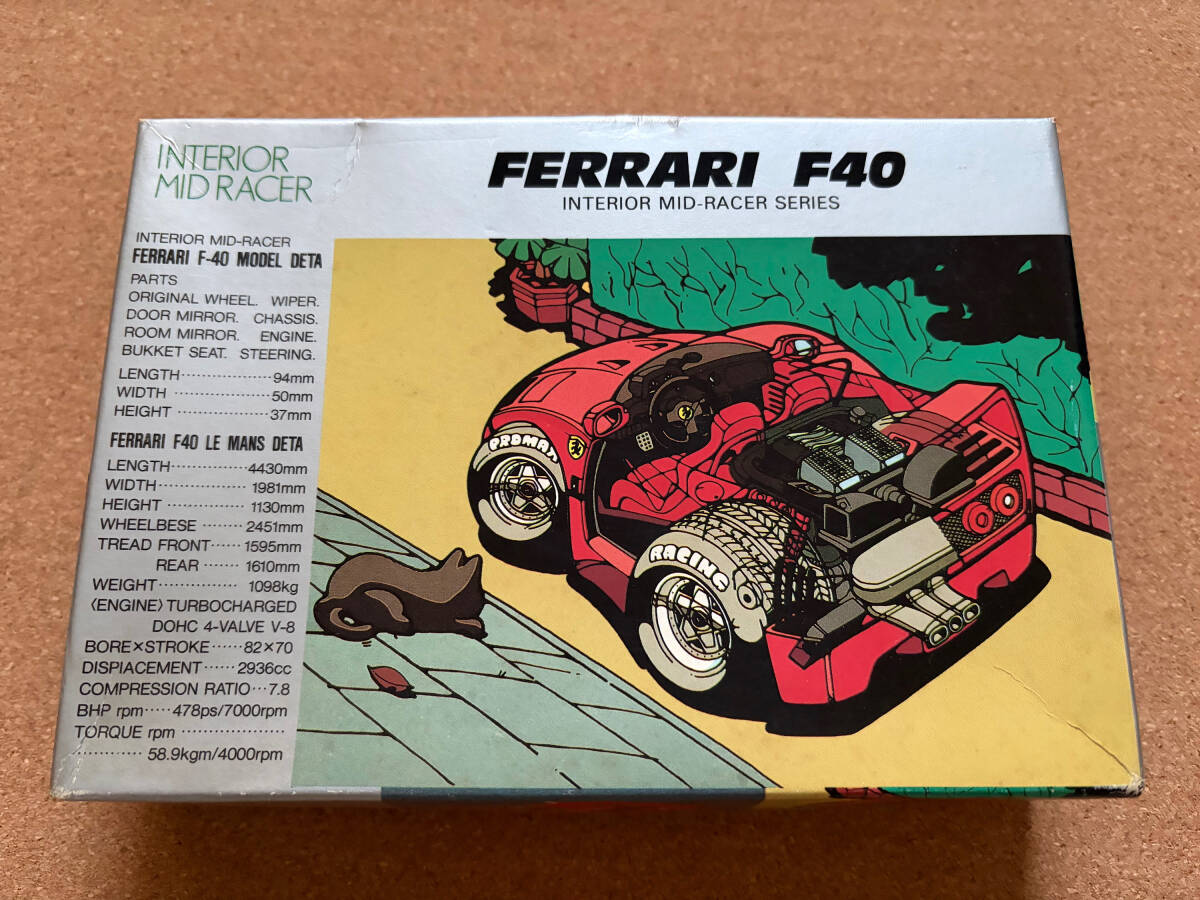 INTERIOR
MID RACER
FERRARI F40
INTERIOR MID-RACER SERIES
INTERIOR MID-RACER
FERRARI F-40 MODEL DETA
PARTS
ORIGINAL WHEEL. WIPER.
DOOR MIRROR. CHASSIS.
ROOM MIRROR. ENGINE.
BUKKET SEAT. STEERING.
LENGTH··············94mm
WIDTH ··············50mm
HEIGHT ·············37mm
FERRARI F40 LE MANS DETA
LENGTH···········4430mm
WIDTH············1981mm
HEIGHT ··········1130mm
WHEELBESE ······2451mm
TREAD FRONT······1595mm
REAR ······1610mm
WEIGHT···········1098kg
〈ENGINE〉TURBOCHARGED
DOHC 4-VALVE V-8
BORE×STROKE ·····82×70
DISPIACEMENT ·····2936cc
COMPRESSION RATIO···7.8
BHP rpm·····478ps/7000rpm
TORQUE rpm ···············
··········· 58.9kgm/4000rpm
PROMAX
RACING